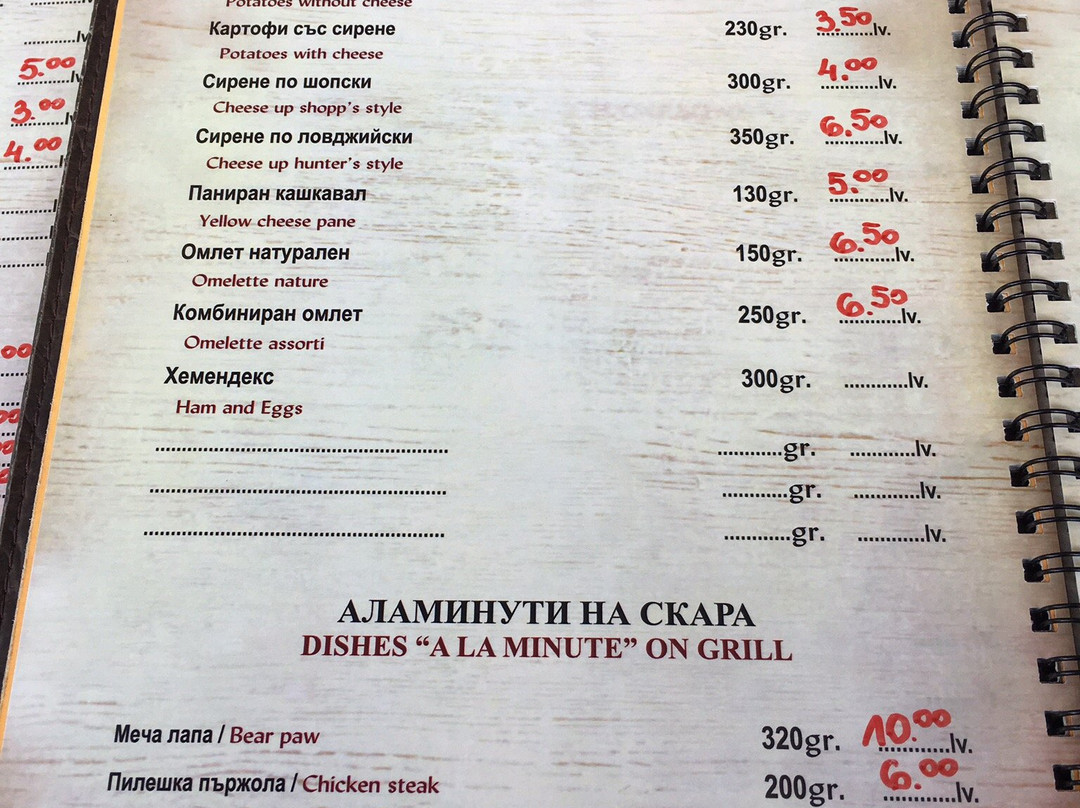 Potatoes without cheese
Картофи със сирене 230gr. 3.50 lv.
Potatoes with cheese
Сирене по шопски 300gr. 4.00 lv.
Cheese up shopp's style
Сирене по ловджийски 350gr. 6.50 lv.
Cheese up hunter's style
Паниран кашкавал 130gr. 5.00 lv.
Yellow cheese pane
Омлет натурален 150gr. 6.50 lv.
Omelette nature
Комбиниран омлет 250gr. 6.50 lv.
Omelette assorti
Хемендекс 300gr. ............lv.
Ham and Eggs
............gr. ............lv.
............gr. ............lv.
............gr. ............lv.
АЛАМИНУТИ НА СКАРА
DISHES “A LA MINUTE” ON GRILL
Меча лапа / Bear paw 320gr. 10.00 lv.
Пилешка пържола / Chicken steak 200gr. 6.00 lv.
5.00
3.00
4.00